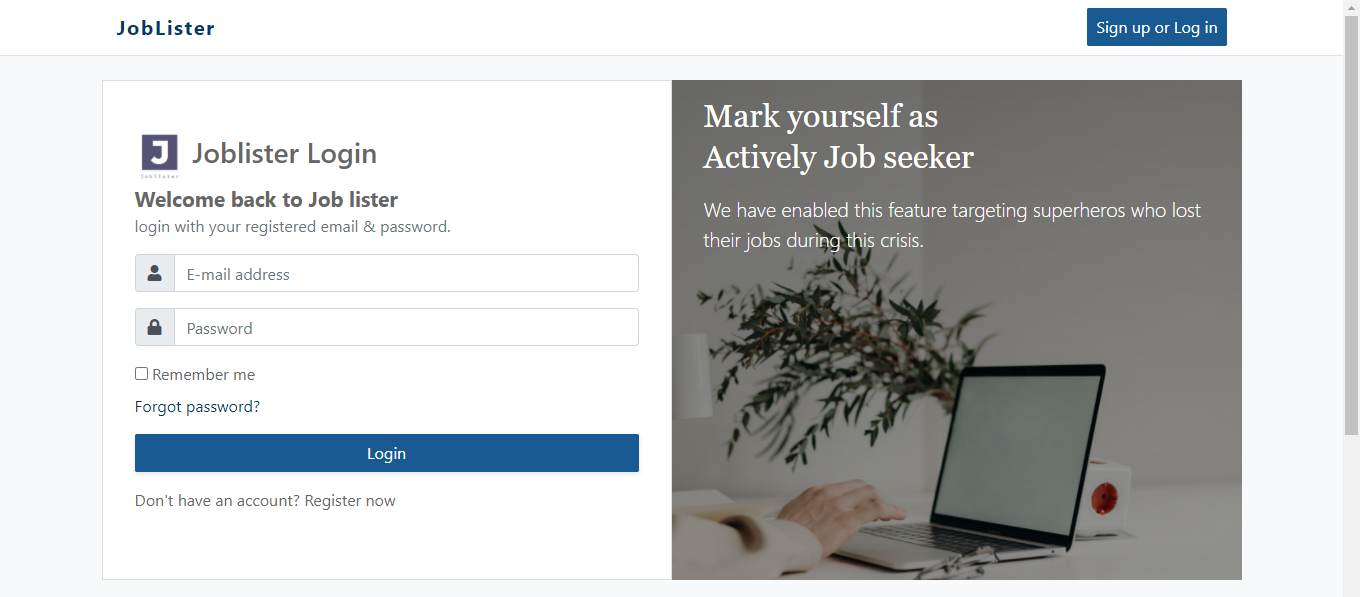 JobLister
Sign up or Log in
J
Joblister
Joblister Login
Welcome back to Job lister
login with your registered email & password.
E-mail address
Password
Remember me
Forgot password?
Login
Don't have an account? Register now
Mark yourself as
Actively Job seeker
We have enabled this feature targeting superheros who lost
their jobs during this crisis.